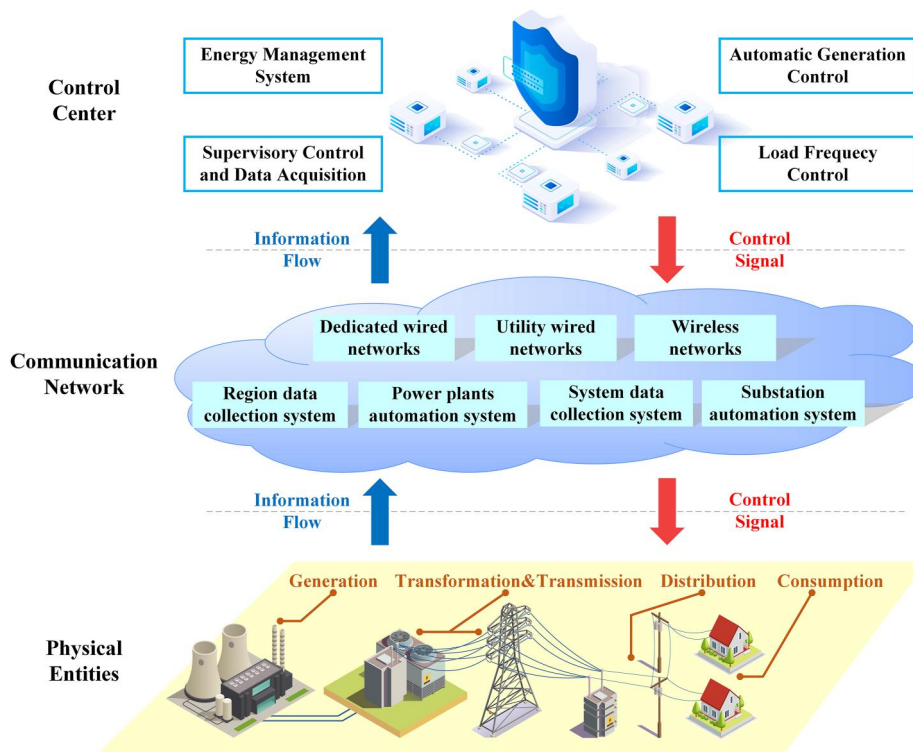 Control
Center
Energy Management
System
Automatic Generation
Control
Supervisory Control
and Data Acquisition
Load Frequecy
Control
Information
Flow
Control
Signal
Communication
Network
Dedicated wired
networks
Utility wired
networks
Wireless
networks
Region data
collection system
Power plants
automation system
System data
collection system
Substation
automation system
Information
Flow
Control
Signal
Physical
Entities
Generation
Transformation&Transmission
Distribution
Consumption